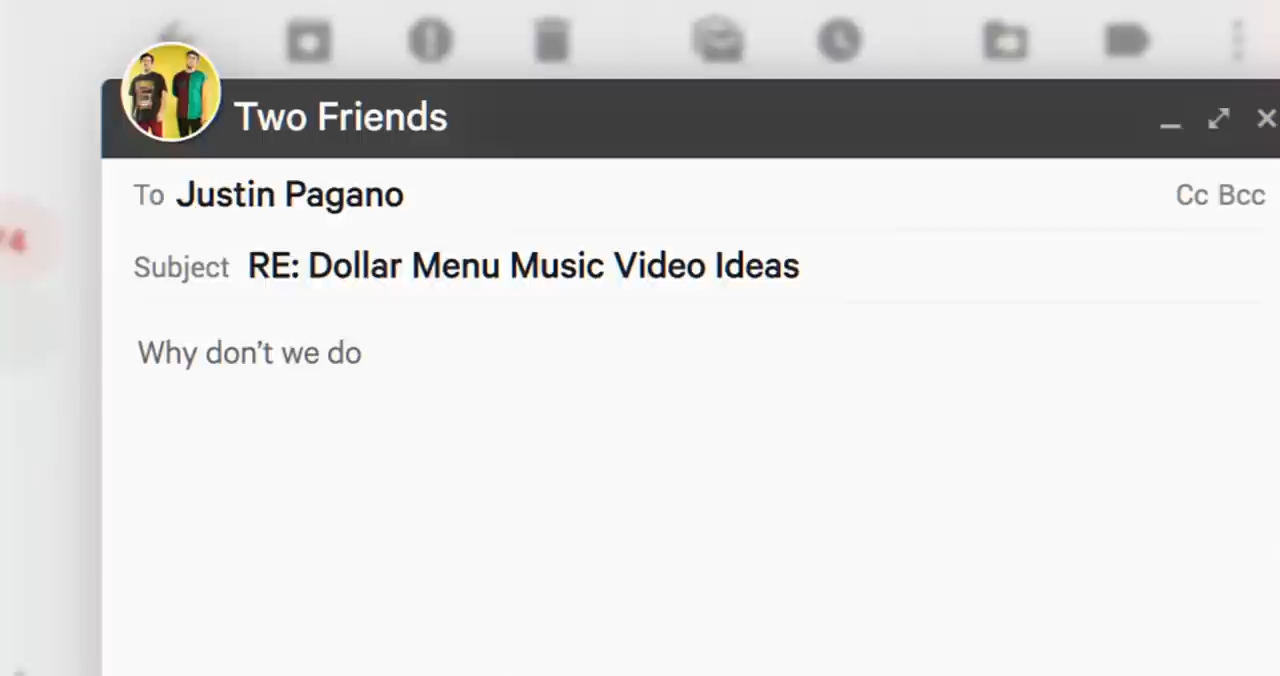 Two Friends
To Justin Pagano
Cc Bcc
Subject RE: Dollar Menu Music Video Ideas
Why don't we do